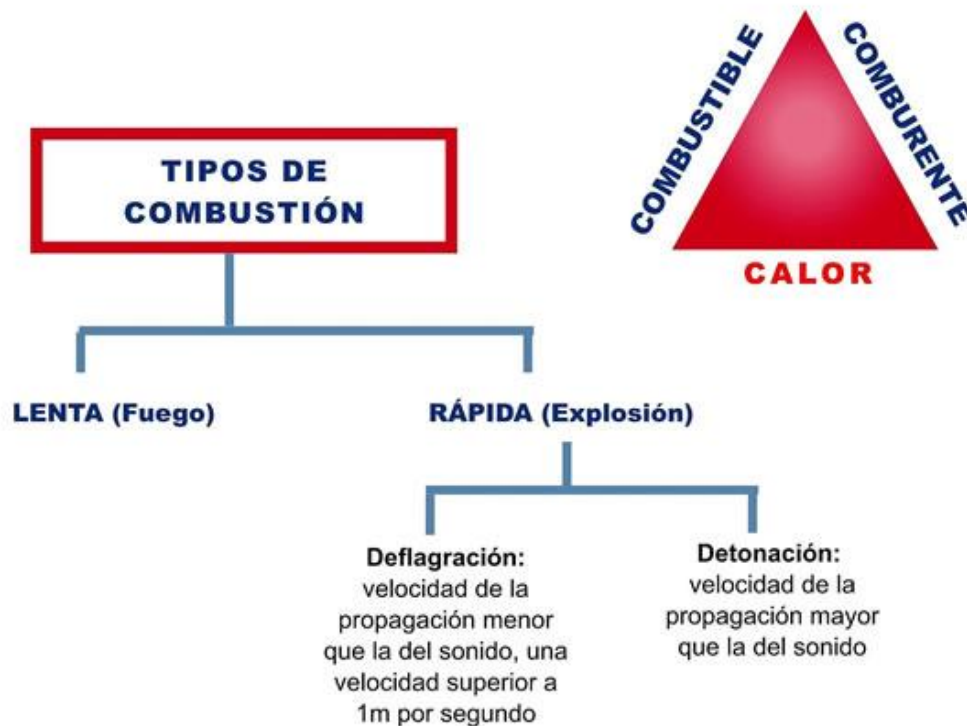 COMBUSTIBLE
COMBURENTE
CALOR
TIPOS DE
COMBUSTIÓN
LENTA (Fuego)
RÁPIDA (Explosión)
Deflagración:
velocidad de la
propagación menor
que la del sonido, una
velocidad superior a
1m por segundo
Detonación:
velocidad de la
propagación mayor
que la del sonido